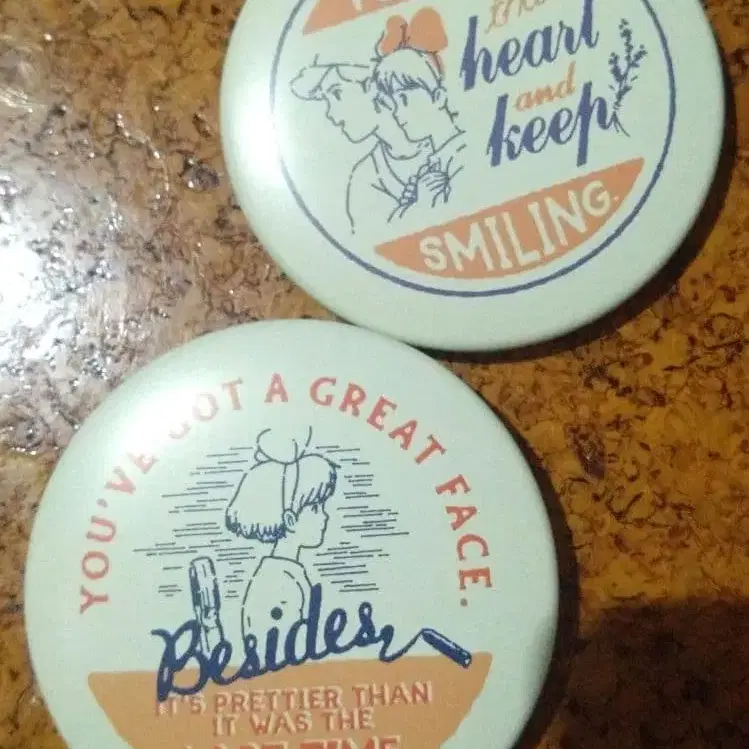 heart
and
keep
SMILING.
YOU'VE GOT A GREAT FACE.
Besides,
IT'S PRETTIER THAN
IT WAS THE